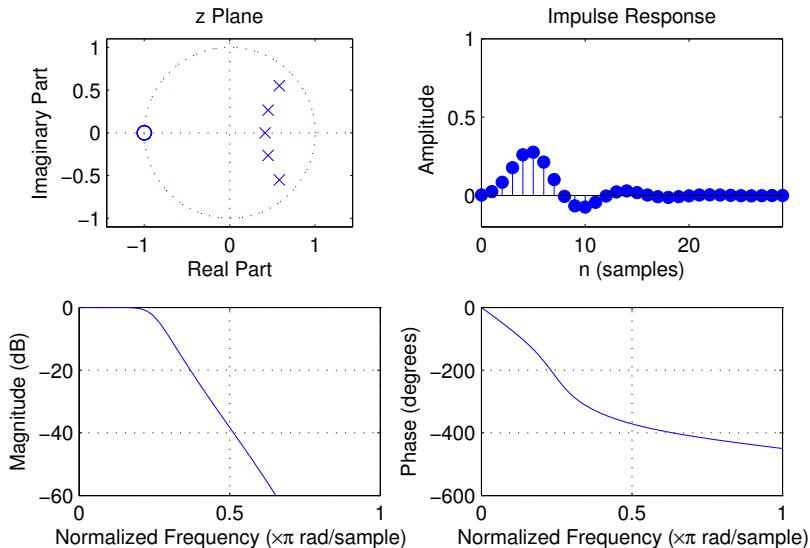 z Plane
1
0.5
0
−0.5
−1
−1
0
1
Imaginary Part
Real Part
Impulse Response
1
0.5
0
0
10
20
Amplitude
n (samples)
0
−20
−40
−60
0
0.5
1
Magnitude (dB)
Normalized Frequency (×π rad/sample)
0
−200
−400
−600
0
0.5
1
Phase (degrees)
Normalized Frequency (×π rad/sample)